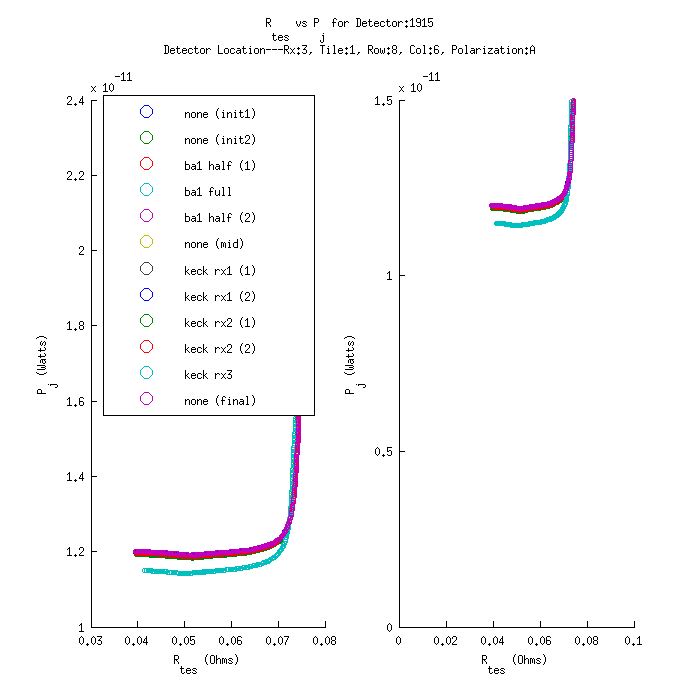 R tes vs P j for Detector:1915
Detector Location---Rx:3, Tile:1, Row:8, Col:6, Polarization:A
x 10^-11
2.4
2.2
2
1.8
1.6
1.4
1.2
1
0.03 0.04 0.05 0.06 0.07 0.08
P j (Watts)
R tes (Ohms)
none (init1)
none (init2)
ba1 half (1)
ba1 full
ba1 half (2)
none (mid)
keck rx1 (1)
keck rx1 (2)
keck rx2 (1)
keck rx2 (2)
keck rx3
none (final)
x 10^-11
1.5
1
0.5
0
0 0.02 0.04 0.06 0.08 0.1
P j (Watts)
R tes (Ohms)